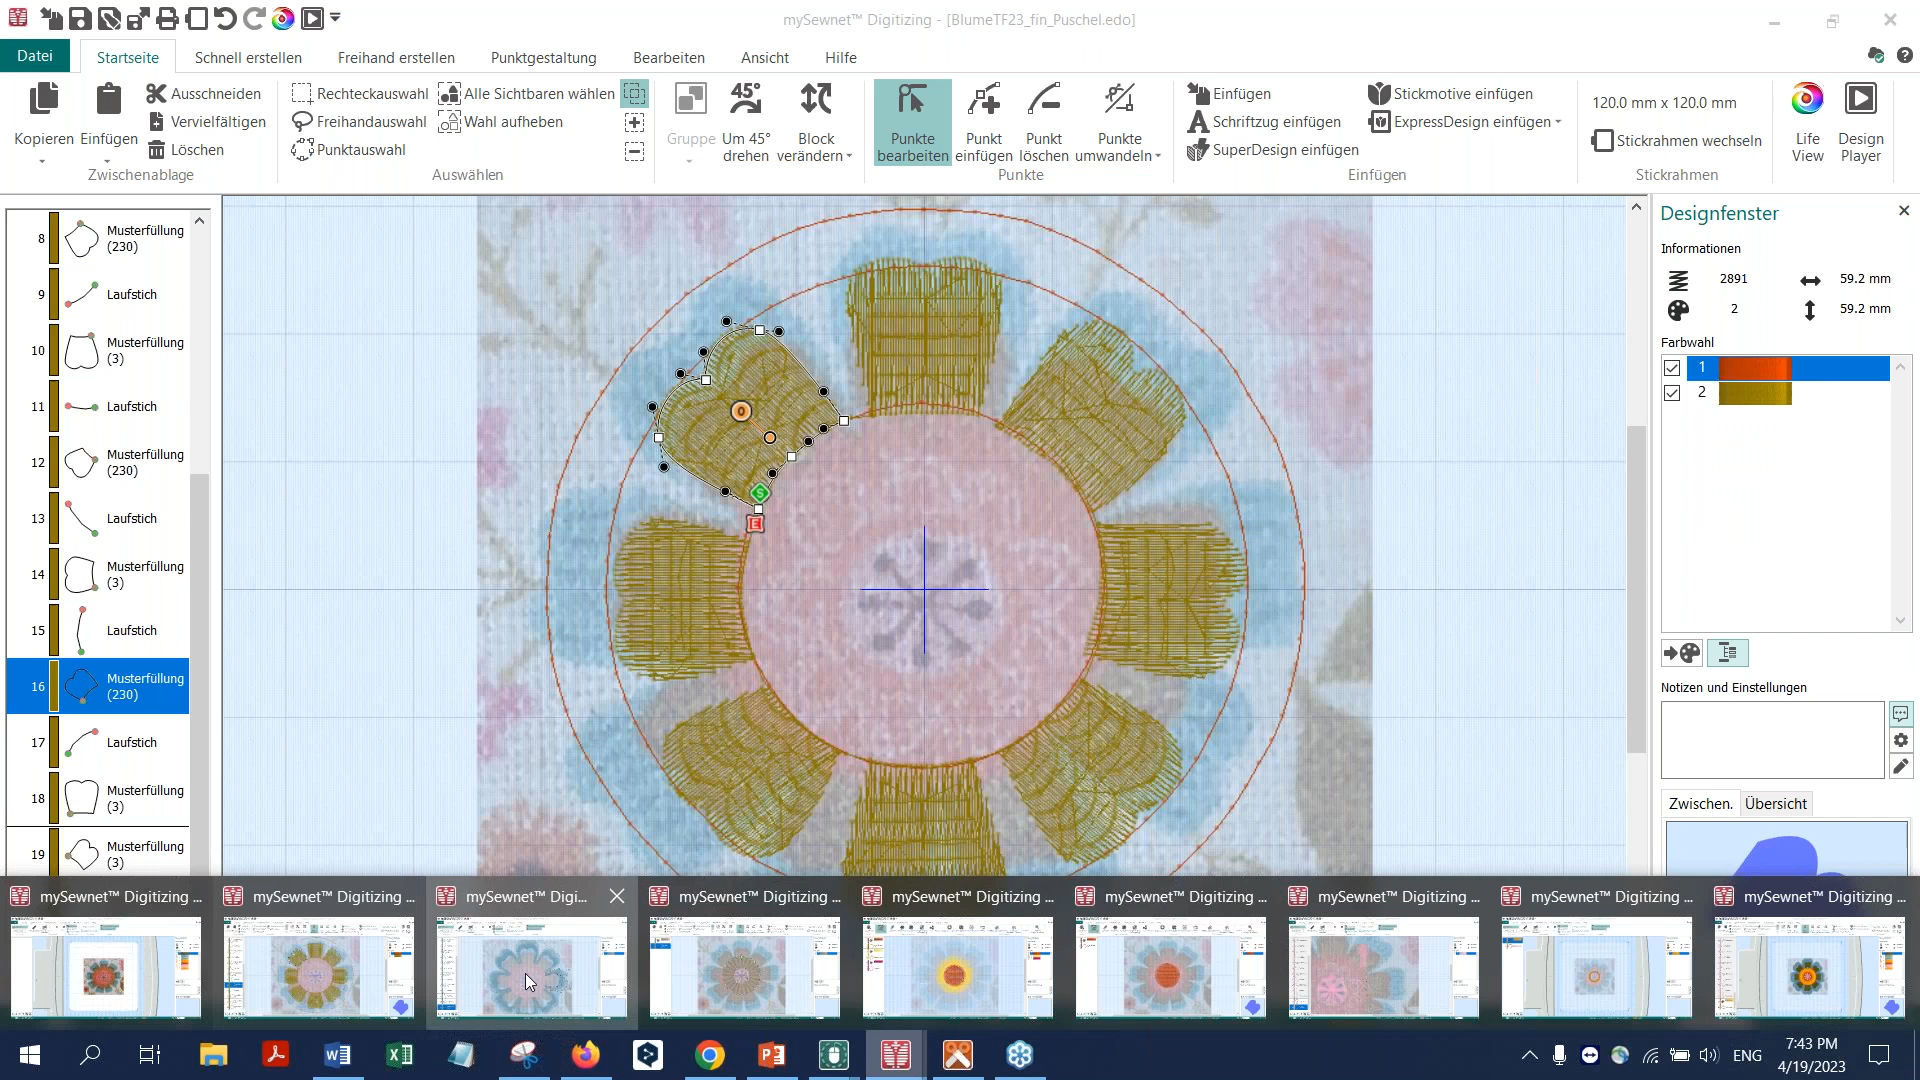 mySewnet™ Digitizing - [BlumeTF23_fin_Puschel.edo]
Datei
Startseite
Schnell erstellen
Freihand erstellen
Punktgestaltung
Bearbeiten
Ansicht
Hilfe
Kopieren
Einfügen
Ausschneiden
Vervielfältigen
Löschen
Zwischenablage
Rechteckauswahl
Freihandauswahl
Punktauswahl
Alle Sichtbaren wählen
Wahl aufheben
Auswählen
Gruppe
45°
Um 45°
drehen
Block
verändern
Punkte
bearbeiten
Punkt
einfügen
Punkt
löschen
Punkte
umwandeln
Punkte
Einfügen
Schriftzug einfügen
SuperDesign einfügen
Stickmotive einfügen
ExpressDesign einfügen
Einfügen
120.0 mm x 120.0 mm
Stickrahmen wechseln
Stickrahmen
Life
View
Design
Player
8 Musterfüllung
(230)
9 Laufstich
10 Musterfüllung
(3)
11 Laufstich
12 Musterfüllung
(230)
13 Laufstich
14 Musterfüllung
(3)
15 Laufstich
16 Musterfüllung
(230)
17 Laufstich
18 Musterfüllung
(3)
19 Musterfüllung
(3)
O
S
E
Designfenster
Informationen
2891
59.2 mm
2
59.2 mm
Farbwahl
1
2
Notizen und Einstellungen
Zwischen.
Übersicht
mySewnet™ Digitizing ...
mySewnet™ Digitizing ...
mySewnet™ Digi...
mySewnet™ Digitizing ...
mySewnet™ Digitizing ...
mySewnet™ Digitizing ...
mySewnet™ Digitizing ...
mySewnet™ Digitizing ...
mySewnet™ Digitizing ...
ENG
7:43 PM
4/19/2023